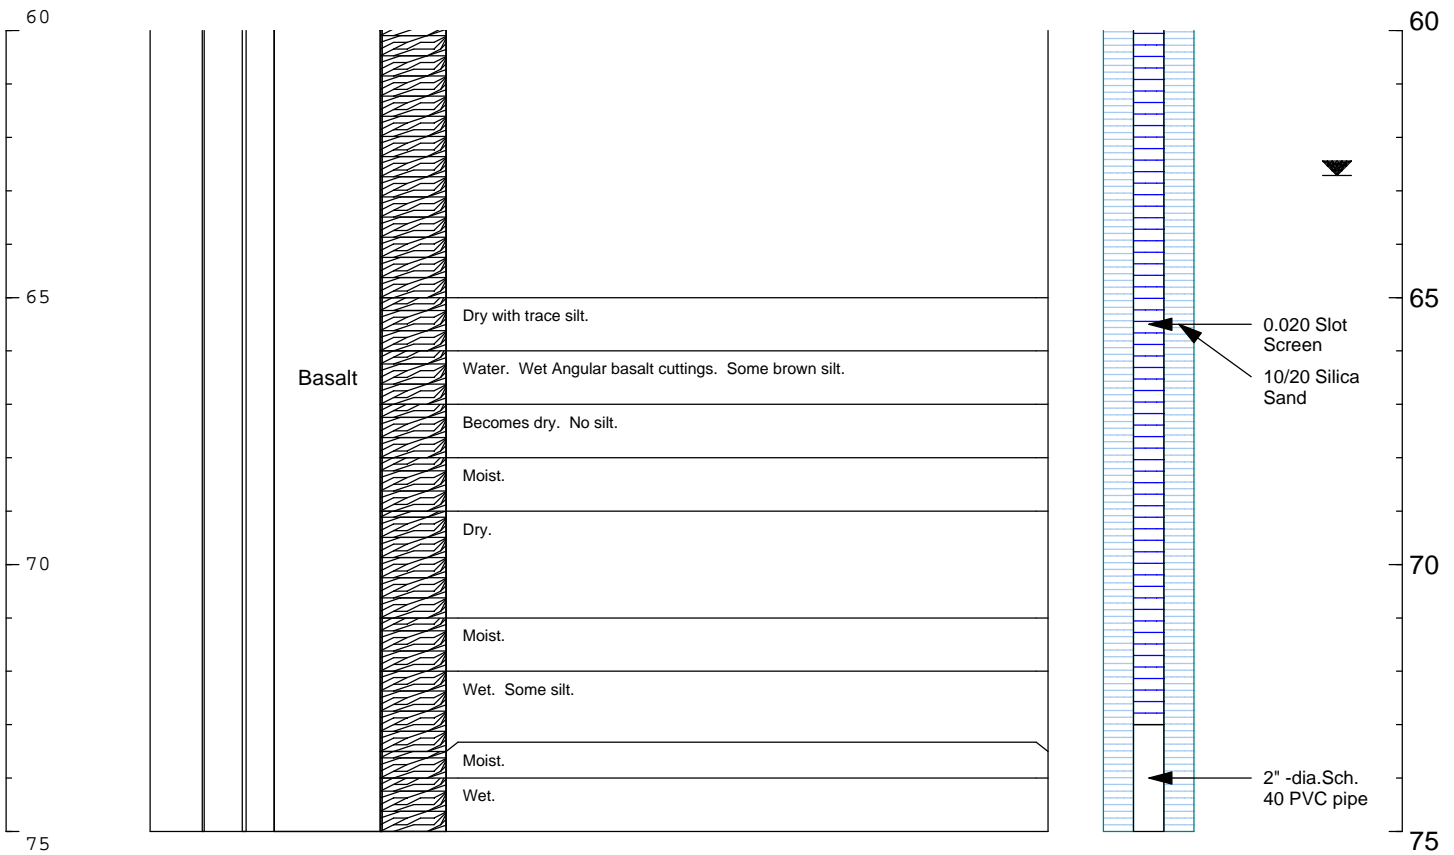 60
60
65
65
Dry with trace silt.
0.020 Slot
Screen
Water.  Wet Angular basalt cuttings.  Some brown silt.
Basalt
10/20 Silica
Sand
Becomes dry.  No silt.
Moist.
Dry.
70
70
Moist.
Wet.  Some silt.
Moist.
2" -dia.Sch.
40 PVC pipe
Wet.
75
75